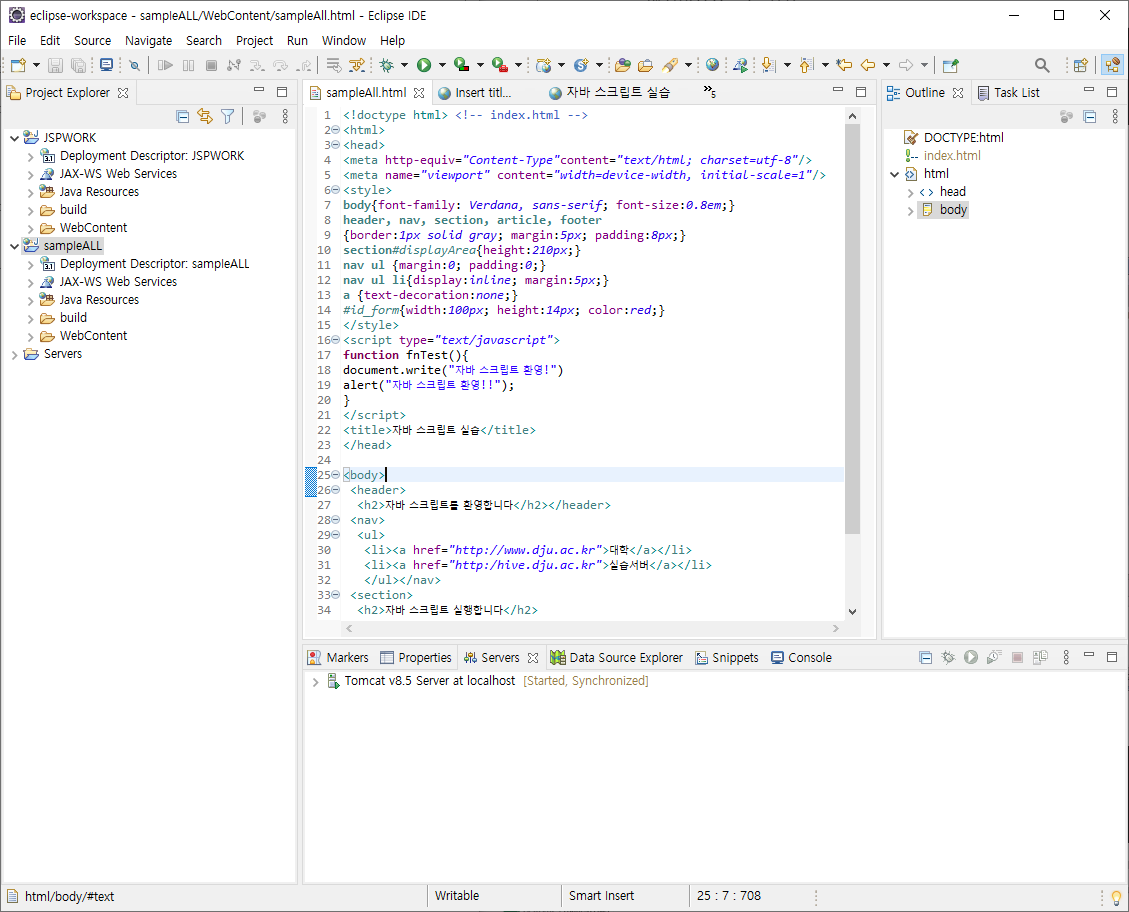 eclipse-workspace - sampleALL/WebContent/sampleAll.html - Eclipse IDE
File Edit Source Navigate Search Project Run Window Help
Project Explorer
JSPWORK
Deployment Descriptor: JSPWORK
JAX-WS Web Services
Java Resources
build
WebContent
sampleALL
Deployment Descriptor: sampleALL
JAX-WS Web Services
Java Resources
build
WebContent
Servers
sampleAll.html Insert titl... 자바 스크립트 실습 »5
1 <!doctype html> <!-- index.html -->
2 <html>
3 <head>
4 <meta http-equiv="Content-Type"content="text/html; charset=utf-8"/>
5 <meta name="viewport" content="width=device-width, initial-scale=1"/>
6 <style>
7 body{font-family: Verdana, sans-serif; font-size:0.8em;}
8 header, nav, section, article, footer
9 {border:1px solid gray; margin:5px; padding:8px;}
10 section#displayArea{height:210px;}
11 nav ul {margin:0; padding:0;}
12 nav ul li{display:inline; margin:5px;}
13 a {text-decoration:none;}
14 #id_form{width:100px; height:14px; color:red;}
15 </style>
16 <script type="text/javascript">
17 function fnTest(){
18 document.write("자바 스크립트 환영!")
19 alert("자바 스크립트 환영!!");
20 }
21 </script>
22 <title>자바 스크립트 실습</title>
23 </head>
24
25 <body>
26 <header>
27 <h2>자바 스크립트를 환영합니다</h2></header>
28 <nav>
29 <ul>
30 <li><a href="http://www.dju.ac.kr">대학</a></li>
31 <li><a href="http:/hive.dju.ac.kr">실습서버</a></li>
32 </ul></nav>
33 <section>
34 <h2>자바 스크립트 실행합니다</h2>
Outline Task List
DOCTYPE:html
index.html
html
head
body
Markers Properties Servers Data Source Explorer Snippets Console
Tomcat v8.5 Server at localhost [Started, Synchronized]
html/body/#text Writable Smart Insert 25 : 7 : 708